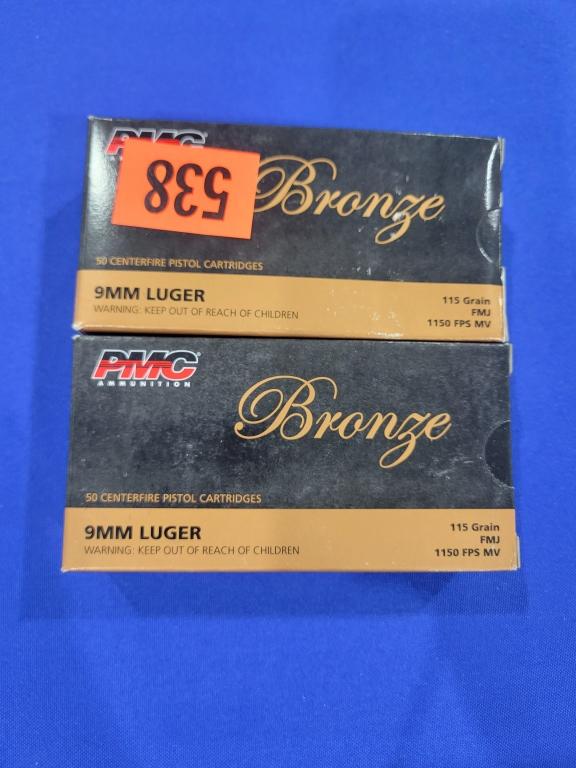 PMC®
538
Bronze
50 CENTERFIRE PISTOL CARTRIDGES
9MM LUGER
WARNING: KEEP OUT OF REACH OF CHILDREN
115 Grain
FMJ
1150 FPS MV
PMC®
AMMUNITION
Bronze
50 CENTERFIRE PISTOL CARTRIDGES
9MM LUGER
WARNING: KEEP OUT OF REACH OF CHILDREN
115 Grain
FMJ
1150 FPS MV